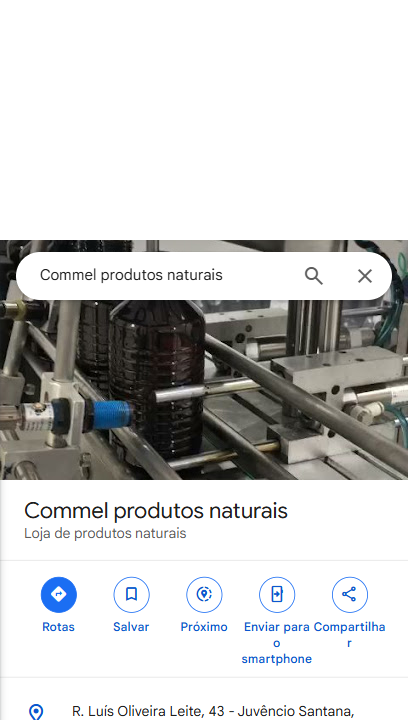 Commel produtos naturais
Commel produtos naturais
Loja de produtos naturais
Rotas
Salvar
Próximo
Enviar para
o
smartphone
Compartilha
r
R. Luís Oliveira Leite, 43 - Juvêncio Santana,